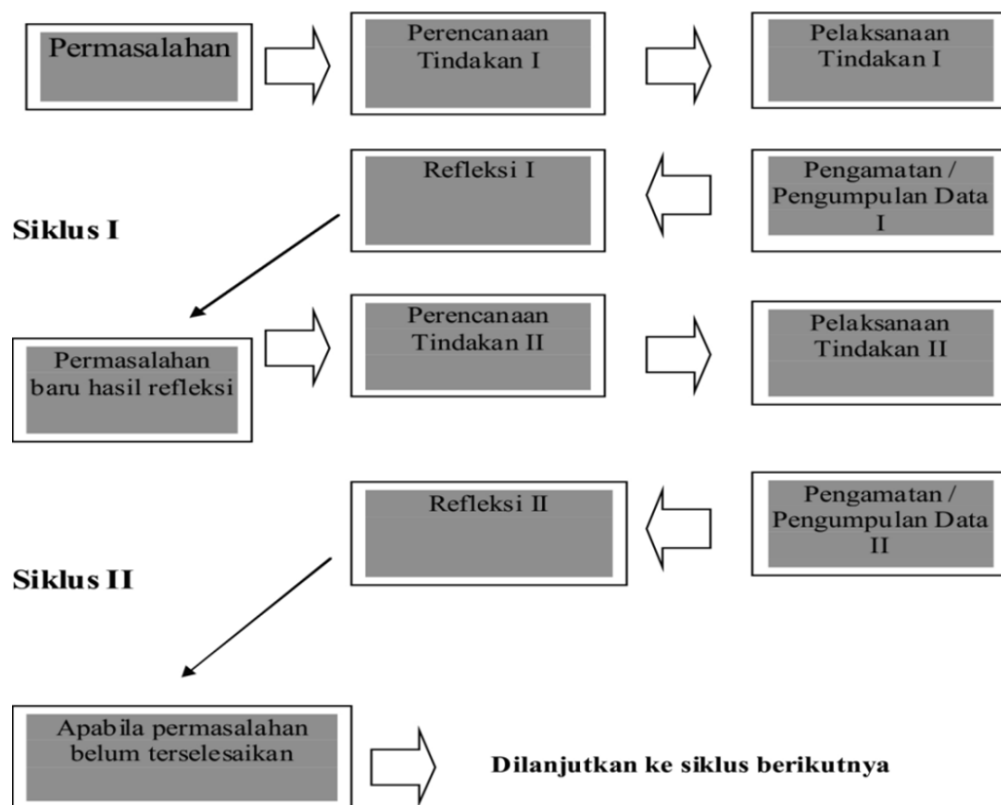 Permasalahan
Perencanaan
Tindakan I
Pelaksanaan
Tindakan I
Refleksi I
Pengamatan /
Pengumpulan Data
I
Siklus I
Permasalahan
baru hasil refleksi
Perencanaan
Tindakan II
Pelaksanaan
Tindakan II
Refleksi II
Pengamatan /
Pengumpulan Data
II
Siklus II
Apabila permasalahan
belum terselesaikan
Dilanjutkan ke siklus berikutnya